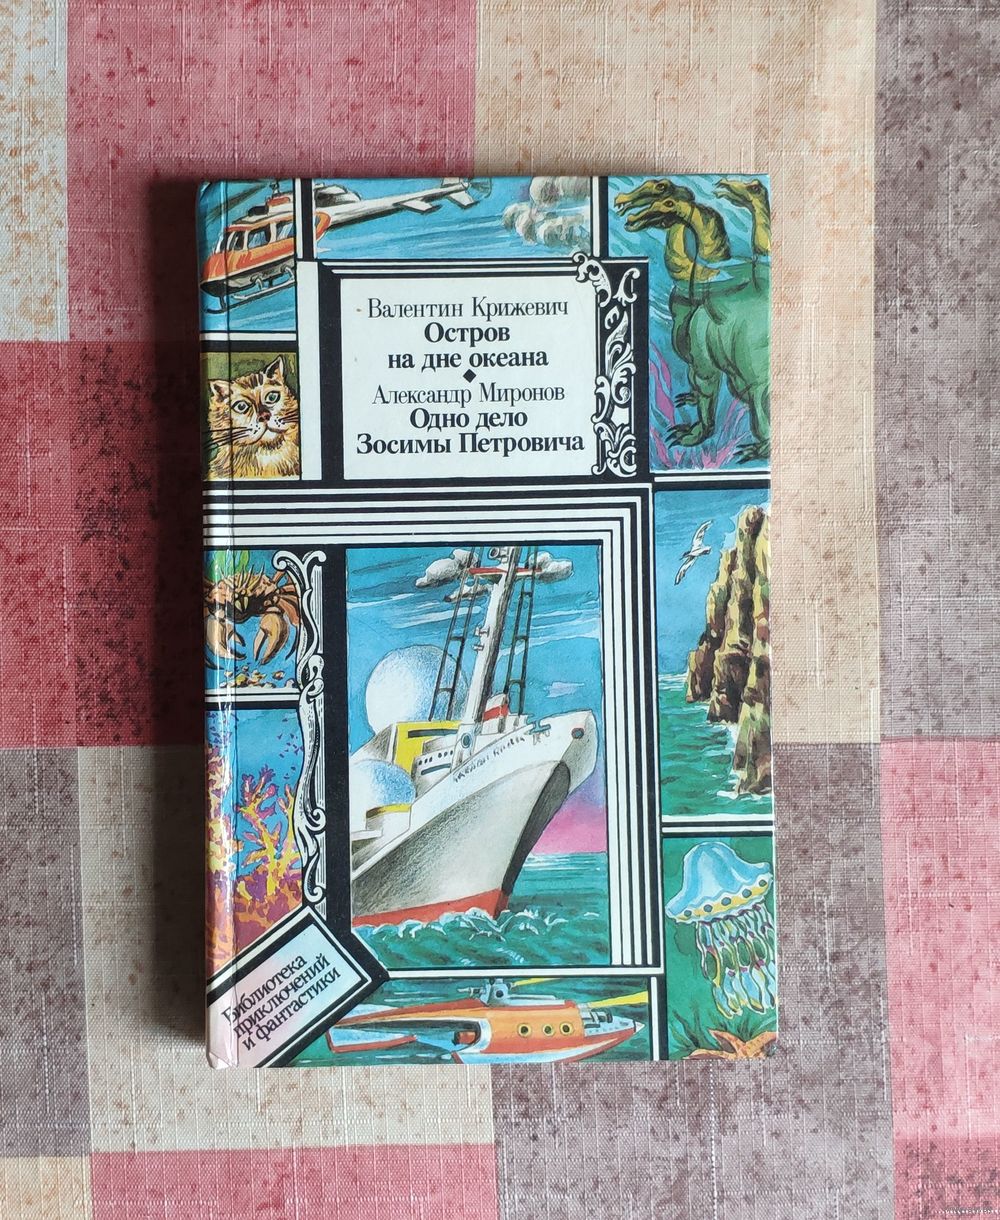 Валентин Крижевич
Остров
на дне океана
Александр Миронов
Одно дело
Зосимы Петровича
Библиотека
приключений
и фантастики